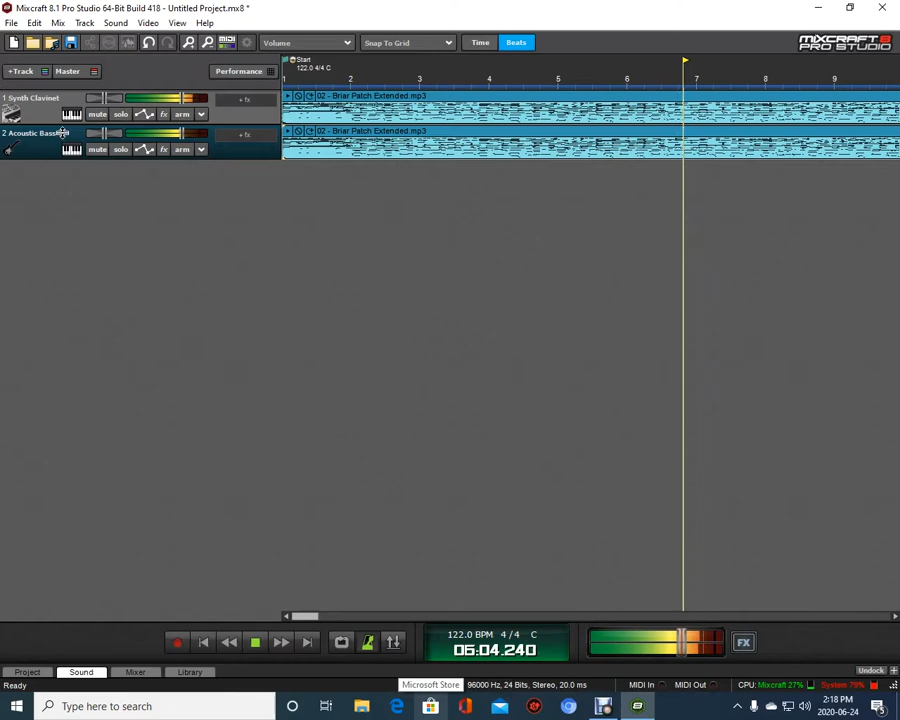 Mixcraft 8.1 Pro Studio 64-Bit Build 418 - Untitled Project.mx8 *
File Edit Mix Track Sound Video View Help
Volume Snap To Grid Time Beats MIXCRAFT 8
PRO STUDIO
+Track Master Performance
Start
122.0 4/4 C
1 2 3 4 5 6 7 8 9
1 Synth Clavinet +fx 02 - Briar Patch Extended.mp3
mute solo fx arm
2 Acoustic Bass +fx 02 - Briar Patch Extended.mp3
mute solo fx arm
122.0 BPM 4/4 C
06:04.240
FX
Project Sound Mixer Library Undock
Ready Microsoft Store 96000 Hz, 24 Bits, Stereo, 20.0 ms MIDI In MIDI Out CPU: Mixcraft 27% System 79%
Type here to search
2:18 PM
2020-06-24
5